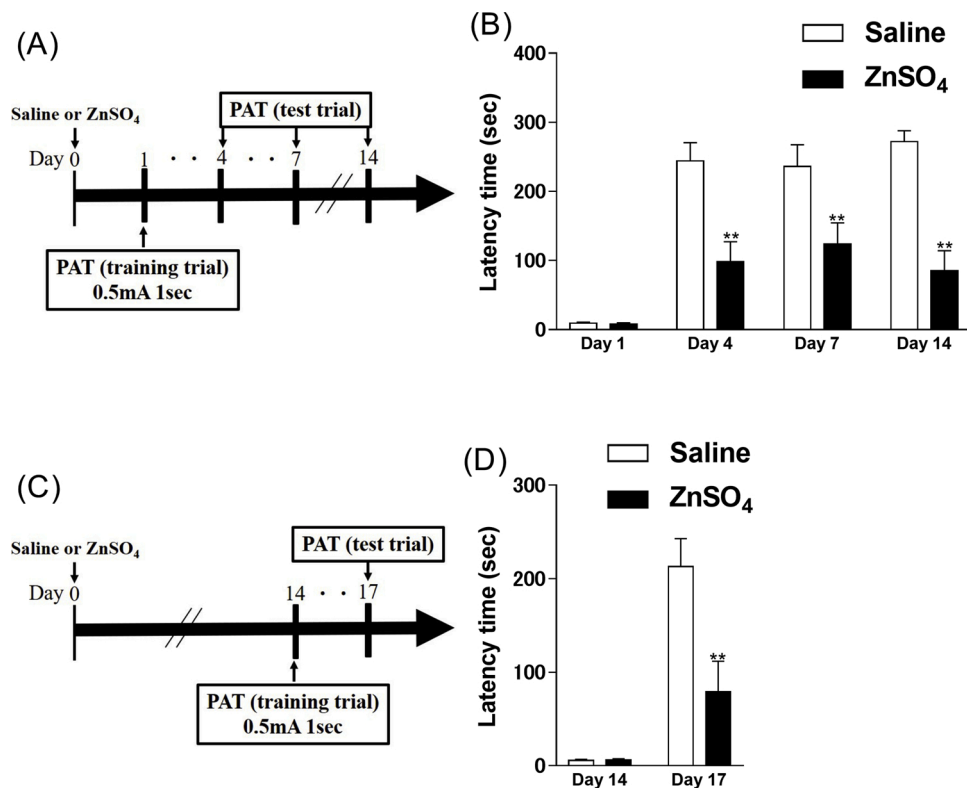 (A)
Saline or ZnSO₄
PAT (test trial)
Day 0 1 · · 4 · · 7 14
PAT (training trial)
0.5mA 1sec
(B)
Saline
ZnSO₄
Latency time (sec)
400
300
200
100
0
**
**
**
Day 1 Day 4 Day 7 Day 14
(C)
Saline or ZnSO₄
PAT (test trial)
Day 0 14 · · 17
PAT (training trial)
0.5mA 1sec
(D)
Saline
ZnSO₄
Latency time (sec)
300
200
100
0
**
Day 14 Day 17